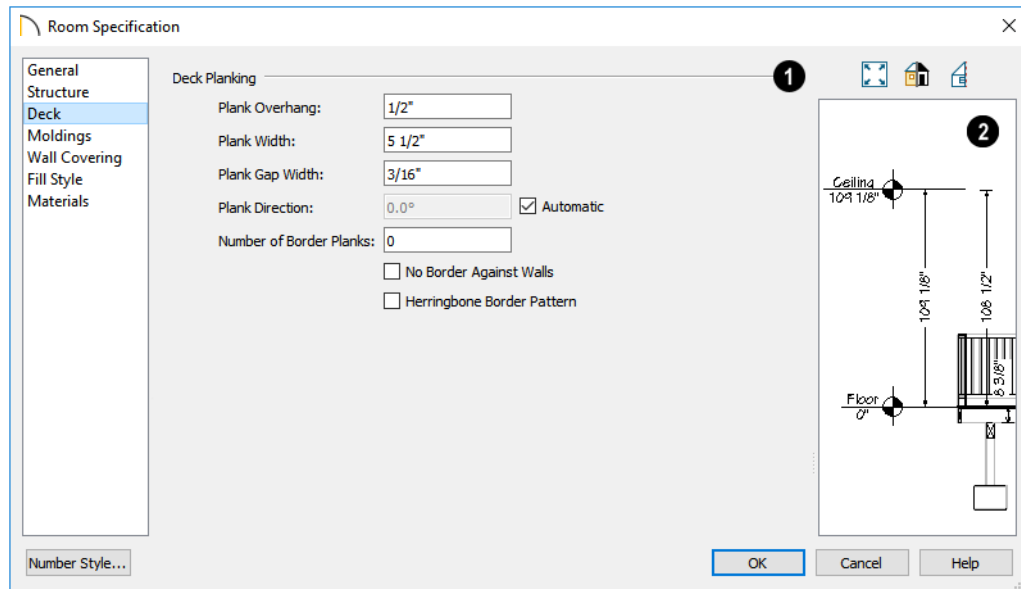 Room Specification
General
Structure
Deck
Moldings
Wall Covering
Fill Style
Materials
Deck Planking
1
Plank Overhang: 1/2"
Plank Width: 5 1/2"
Plank Gap Width: 3/16"
Plank Direction: 0.0° Automatic
Number of Border Planks: 0
No Border Against Walls
Herringbone Border Pattern
2
Ceiling
109 1/8"
109 1/8"
108 1/2"
8 3/8"
Floor
0"
Number Style...
OK
Cancel
Help